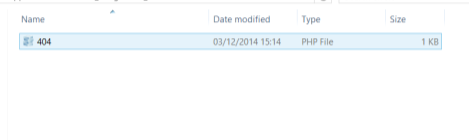 Name Date modified Type Size
404 03/12/2014 15:14 PHP File 1 KB